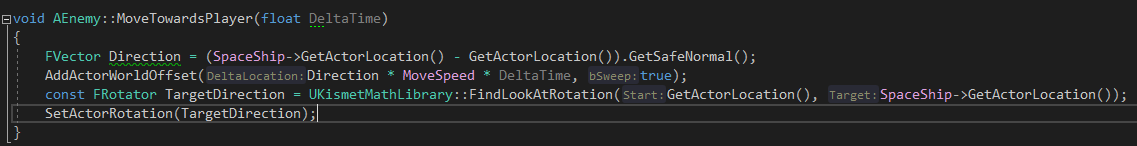 void AEnemy::MoveTowardsPlayer(float DeltaTime)
{
FVector Direction = (SpaceShip->GetActorLocation() - GetActorLocation()).GetSafeNormal();
AddActorWorldOffset(DeltaLocation:Direction * MoveSpeed * DeltaTime, bSweep:true);
const FRotator TargetDirection = UKismetMathLibrary::FindLookAtRotation(Start:GetActorLocation(), Target:SpaceShip->GetActorLocation());
SetActorRotation(TargetDirection);
}